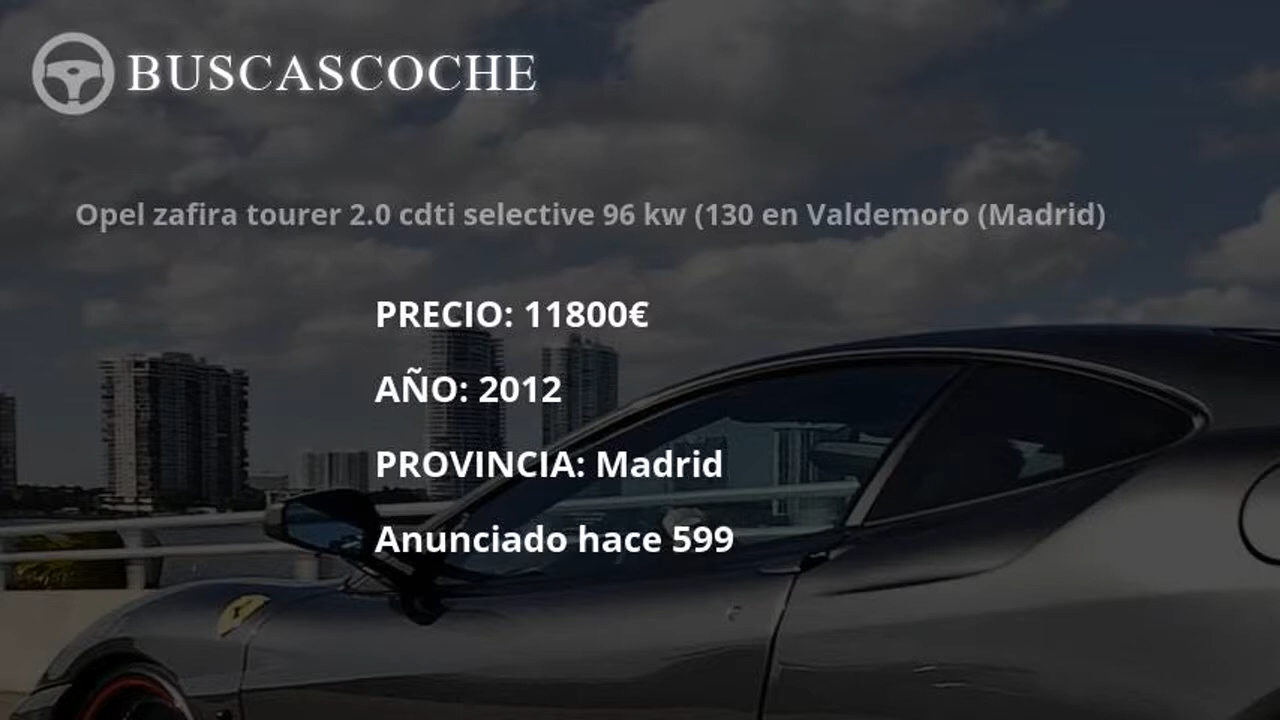 BUSCASCOCHE
Opel zafira tourer 2.0 cdti selective 96 kw (130 en Valdemoro (Madrid)
PRECIO: 11800€
AÑO: 2012
PROVINCIA: Madrid
Anunciado hace 599